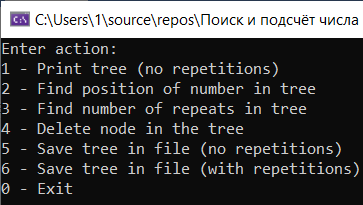 C:\Users\1\source\repos\Поиск и подсчёт числа
Enter action:
1 - Print tree (no repetitions)
2 - Find position of number in tree
3 - Find number of repeats in tree
4 - Delete node in the tree
5 - Save tree in file (no repetitions)
6 - Save tree in file (with repetitions)
0 - Exit